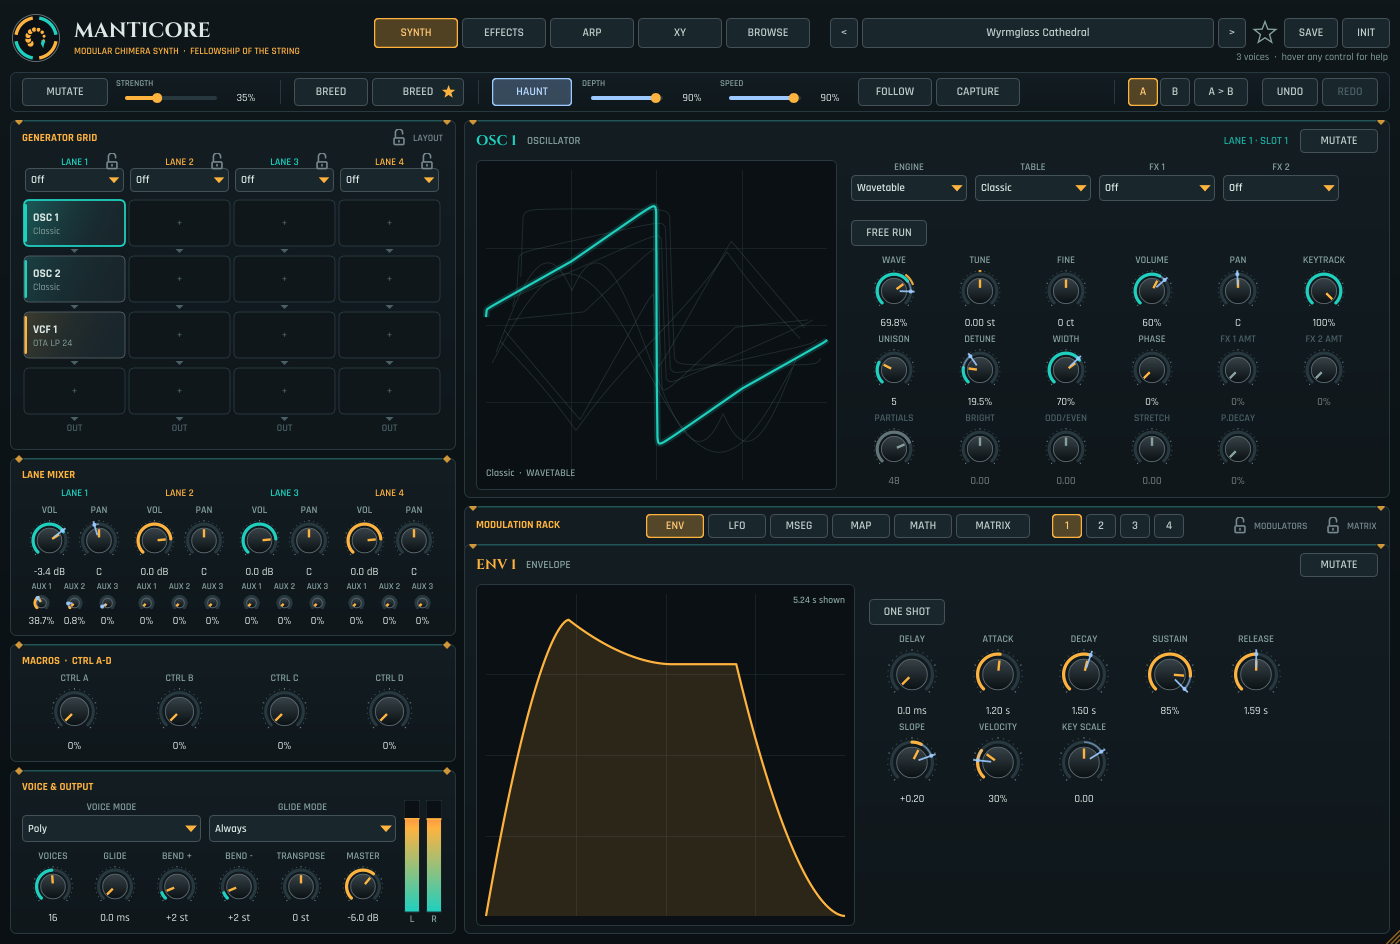 MANTICORE
MODULAR CHIMERA SYNTH · FELLOWSHIP OF THE STRING
SYNTH EFFECTS ARP XY BROWSE < Wyrmglass Cathedral > SAVE INIT
3 voices · hover any control for help
MUTATE STRENGTH 35% BREED BREED HAUNT DEPTH 90% SPEED 90% FOLLOW CAPTURE A B A > B UNDO REDO
GENERATOR GRID LAYOUT
LANE 1 LANE 2 LANE 3 LANE 4
Off Off Off Off
OSC 1
Classic
+ + +
OSC 2
Classic
+ + +
VCF 1
OTA LP 24
+ + +
+ + + +
OUT OUT OUT OUT
LANE MIXER
LANE 1 LANE 2 LANE 3 LANE 4
VOL PAN VOL PAN VOL PAN VOL PAN
-3.4 dB C 0.0 dB C 0.0 dB C 0.0 dB C
AUX 1 AUX 2 AUX 3 AUX 1 AUX 2 AUX 3 AUX 1 AUX 2 AUX 3 AUX 1 AUX 2 AUX 3
38.7% 0.8% 0% 0% 0% 0% 0% 0% 0% 0% 0% 0%
MACROS · CTRL A-D
CTRL A CTRL B CTRL C CTRL D
0% 0% 0% 0%
VOICE & OUTPUT
VOICE MODE GLIDE MODE
Poly Always
VOICES GLIDE BEND + BEND - TRANSPOSE MASTER
16 0.0 ms +2 st +2 st 0 st -6.0 dB L R
OSC 1 OSCILLATOR LANE 1 · SLOT 1 MUTATE
ENGINE TABLE FX 1 FX 2
Wavetable Classic Off Off
FREE RUN
WAVE TUNE FINE VOLUME PAN KEYTRACK
69.8% 0.00 st 0 ct 60% C 100%
UNISON DETUNE WIDTH PHASE FX 1 AMT FX 2 AMT
5 19.5% 70% 0% 0% 0%
PARTIALS BRIGHT ODD/EVEN STRETCH P.DECAY
48 0.00 0.00 0.00 0%
Classic · WAVETABLE
MODULATION RACK ENV LFO MSEG MAP MATH MATRIX 1 2 3 4 MODULATORS MATRIX
ENV 1 ENVELOPE MUTATE
5.24 s shown
ONE SHOT
DELAY ATTACK DECAY SUSTAIN RELEASE
0.0 ms 1.20 s 1.50 s 85% 1.59 s
SLOPE VELOCITY KEY SCALE
+0.20 30% 0.00